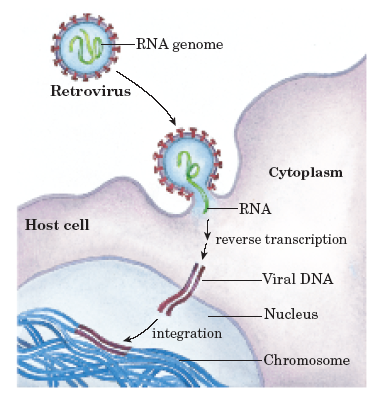 RNA genome
Retrovirus
Cytoplasm
RNA
Host cell
reverse transcription
Viral DNA
Nucleus
integration
Chromosome